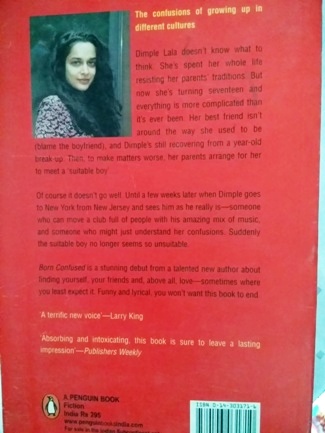 The confusions of growing up in
different cultures
Dimple Lala doesn't know what to
think. She's spent her whole life
resisting her parents' traditions. But
now she's turning seventeen and
everything is more complicated than
it's ever been. Her best friend isn't
around the way she used to be
(blame the boyfriend), and Dimple's still recovering from a year-old
break-up. Then, to make matters worse, her parents arrange for her
to meet a 'suitable boy'.
Of course it doesn't go well. Until a few weeks later when Dimple goes
to New York from New Jersey and sees him as he really is—someone
who can move a club full of people with his amazing mix of music,
and someone who might just understand her confusions. Suddenly
the suitable boy no longer seems so unsuitable.
Born Confused is a stunning debut from a talented new author about
finding yourself, your friends and, above all, love—sometimes where
you least expect it. Funny and lyrical, you won't want this book to end.
'A terrific new voice'—Larry King
'Absorbing and intoxicating, this book is sure to leave a lasting
impression'—Publishers Weekly
A PENGUIN BOOK
Fiction
India Rs 295
www.penguinbooksindia.com
For sale in the Indian
ISBN 0-14-303171-6